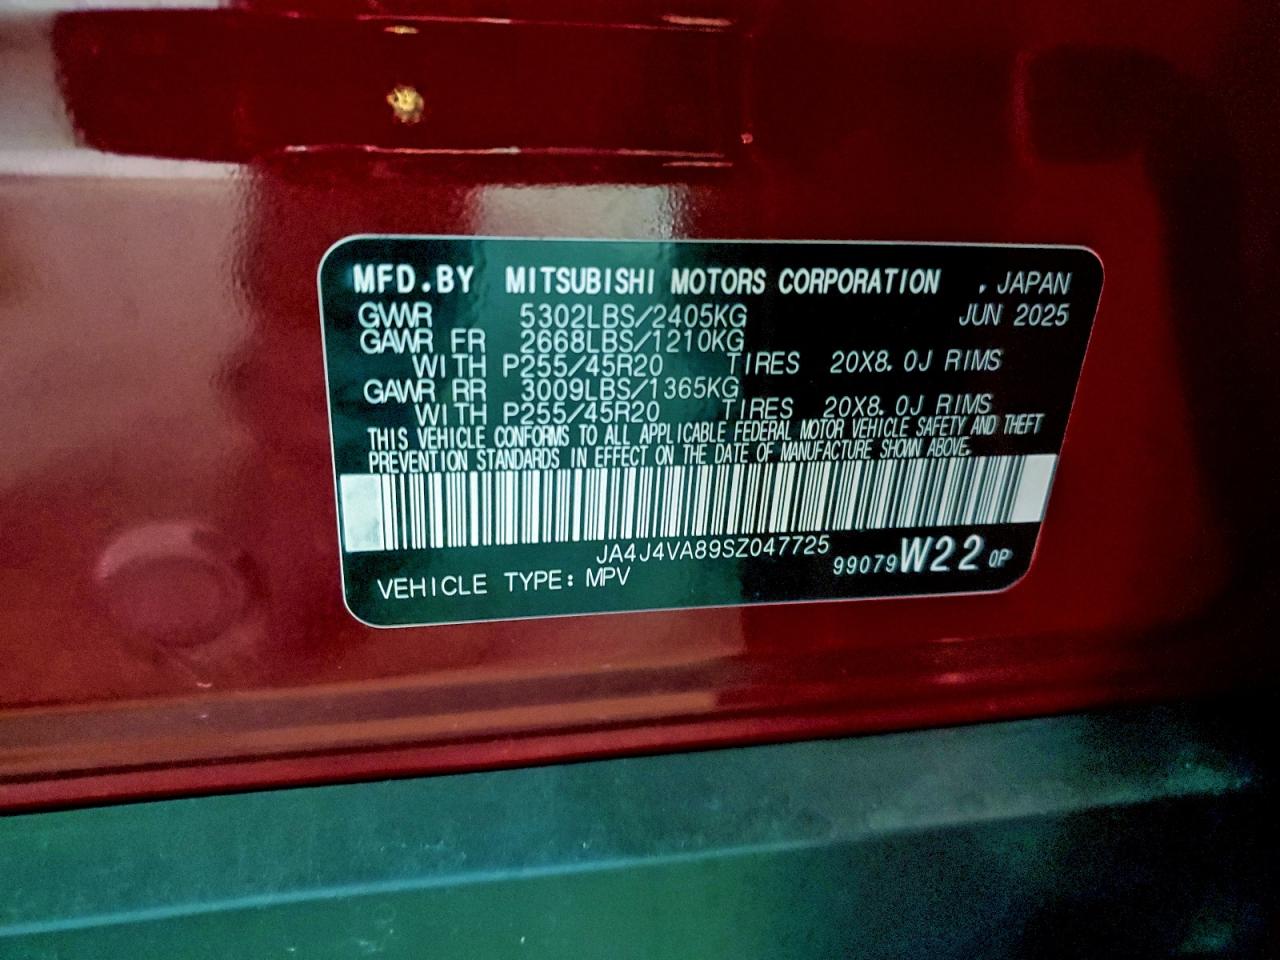 MFD.BY MITSUBISHI MOTORS CORPORATION , JAPAN
GVWR 5302LBS/2405KG JUN 2025
GAWR FR 2668LBS/1210KG
WITH P255/45R20 TIRES 20X8.0J RIMS
GAWR RR 3009LBS/1365KG
WITH P255/45R20 TIRES 20X8.0J RIMS
THIS VEHICLE CONFORMS TO ALL APPLICABLE FEDERAL MOTOR VEHICLE SAFETY AND THEFT
PREVENTION STANDARDS IN EFFECT ON THE DATE OF MANUFACTURE SHOWN ABOVE.
JA4J4VA89SZ047725
VEHICLE TYPE: MPV 99079W22 0P